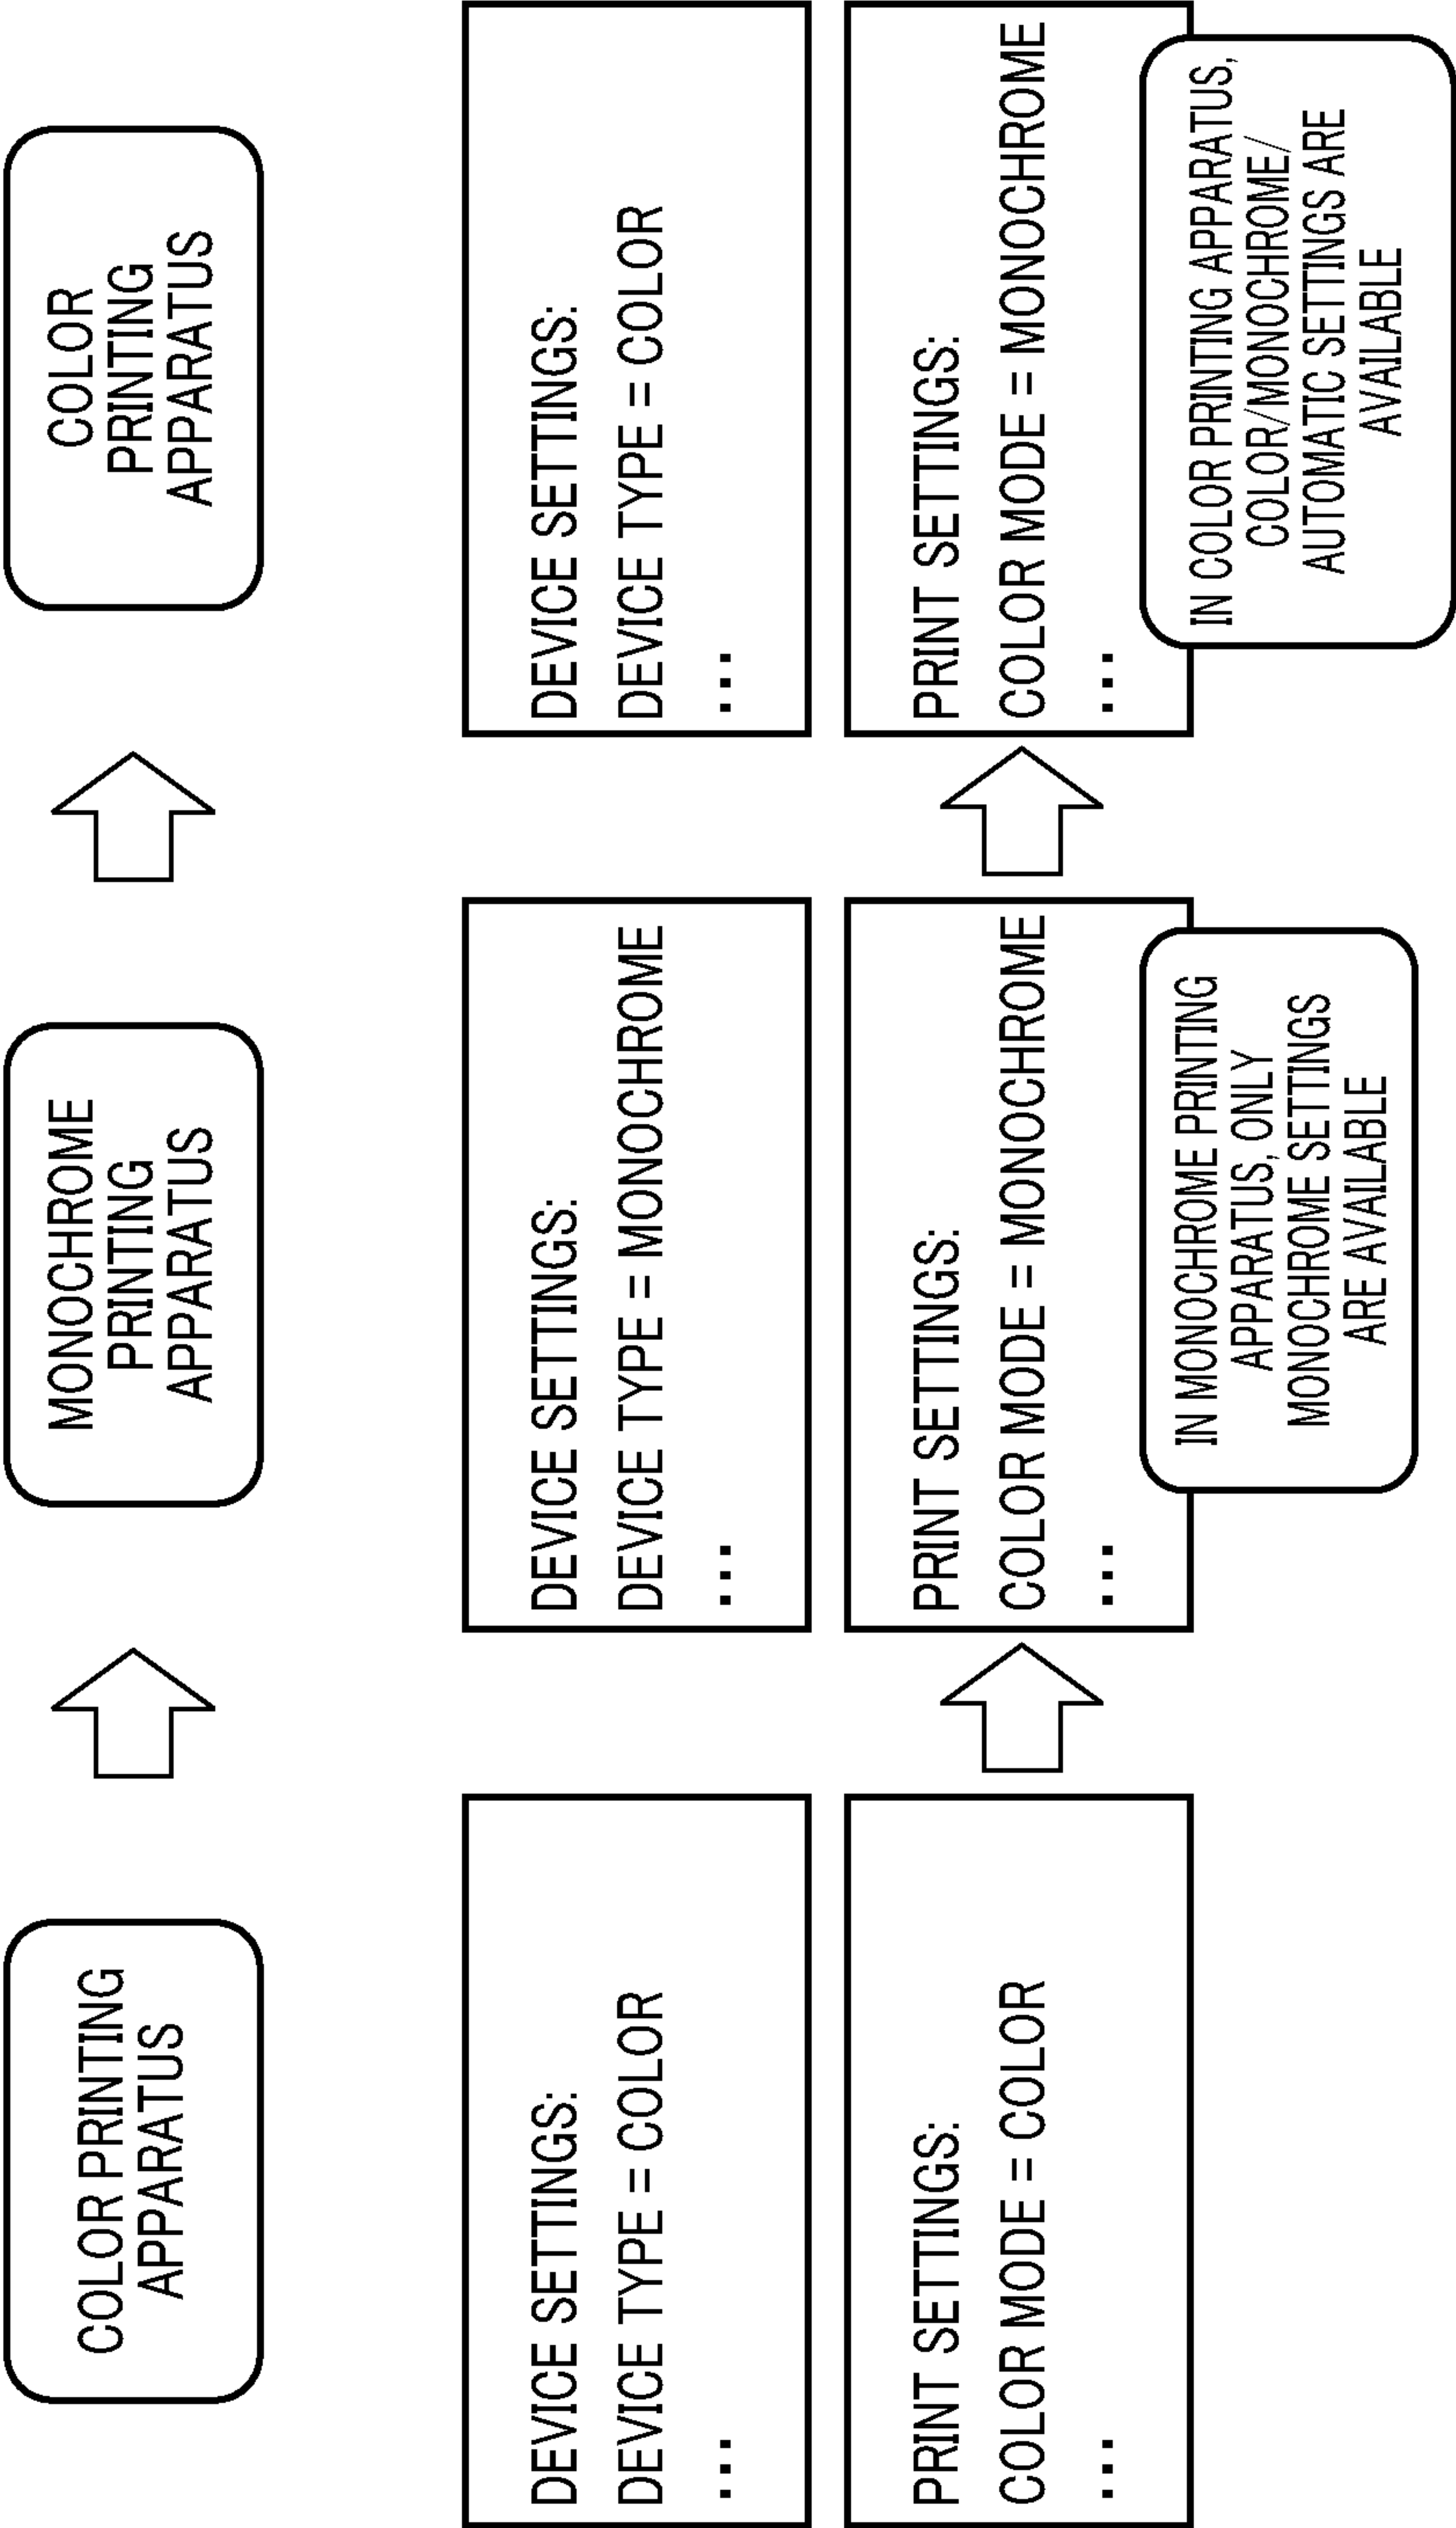 COLOR PRINTING
APPARATUS
MONOCHROME
PRINTING
APPARATUS
COLOR
PRINTING
APPARATUS
DEVICE SETTINGS:
DEVICE TYPE = COLOR
...
DEVICE SETTINGS:
DEVICE TYPE = MONOCHROME
...
DEVICE SETTINGS:
DEVICE TYPE = COLOR
...
PRINT SETTINGS:
COLOR MODE = COLOR
...
PRINT SETTINGS:
COLOR MODE = MONOCHROME
...
PRINT SETTINGS:
COLOR MODE = MONOCHROME
...
IN MONOCHROME PRINTING
APPARATUS, ONLY
MONOCHROME SETTINGS
ARE AVAILABLE
IN COLOR PRINTING APPARATUS,
COLOR/MONOCHROME/
AUTOMATIC SETTINGS ARE
AVAILABLE